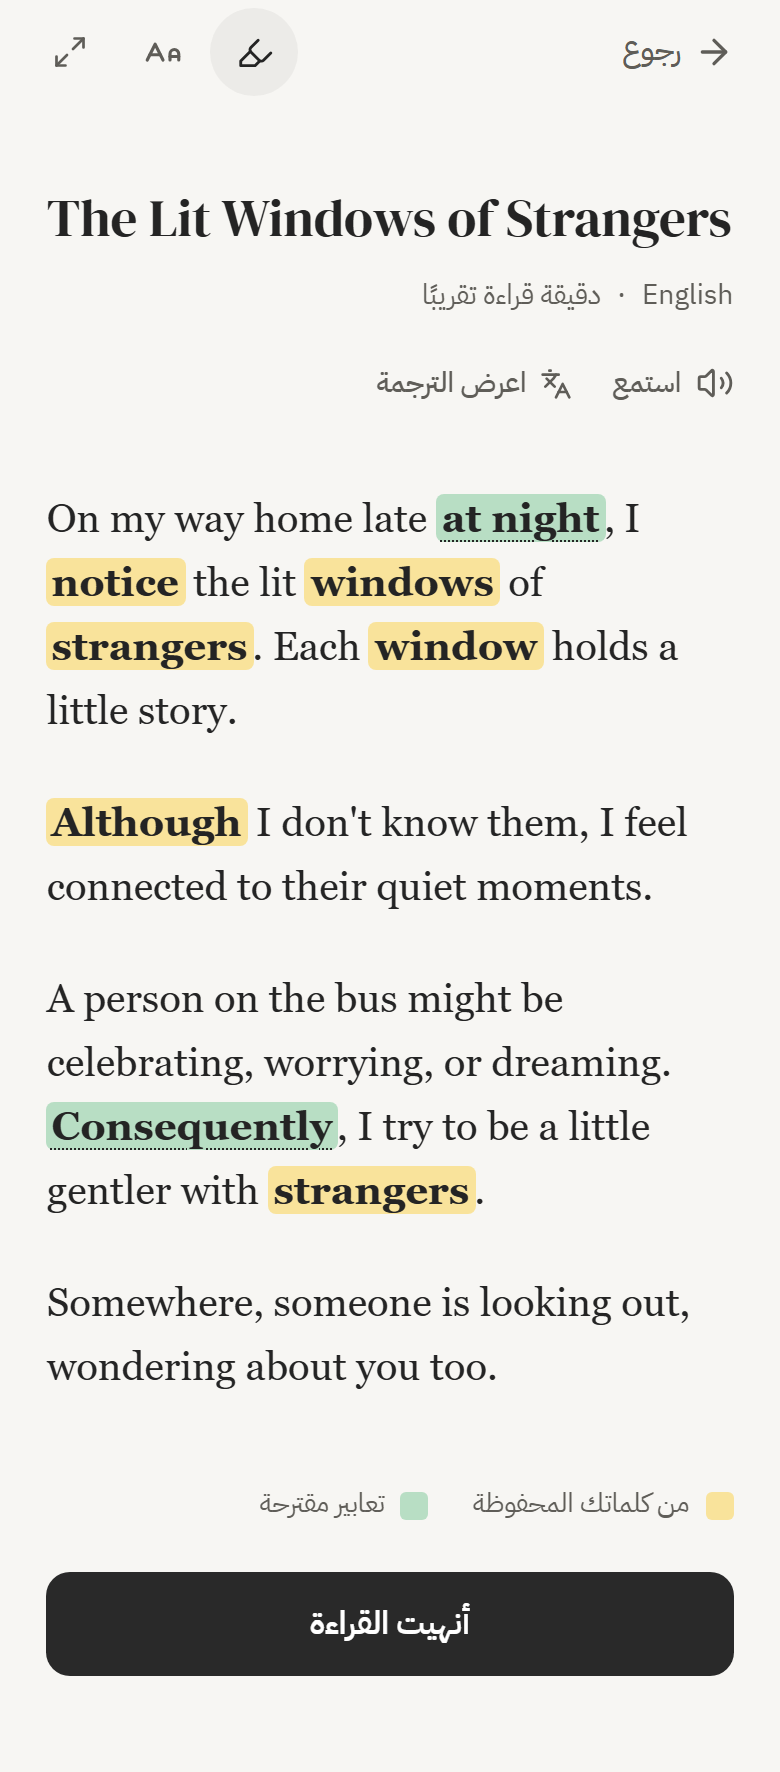 رجوع
The Lit Windows of Strangers
English · دقيقة قراءة تقريبًا
استمع
اعرض الترجمة
On my way home late at night, I
notice the lit windows of
strangers. Each window holds a
little story.
Although I don't know them, I feel
connected to their quiet moments.
A person on the bus might be
celebrating, worrying, or dreaming.
Consequently, I try to be a little
gentler with strangers.
Somewhere, someone is looking out,
wondering about you too.
من كلماتك المحفوظة
تعابير مقترحة
أنهيت القراءة